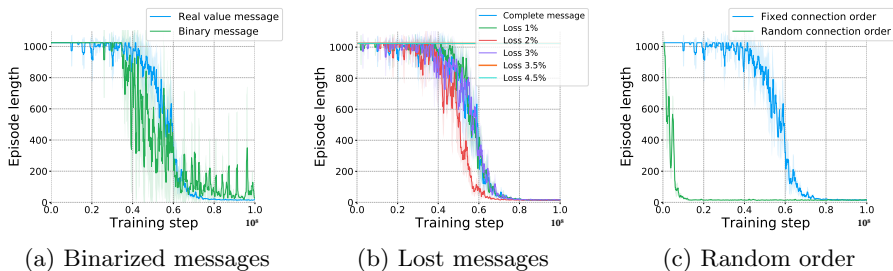 Real value message
Binary message
1000
800
600
400
200
0
Episode length
0.0 0.2 0.4 0.6 0.8 1.0
Training step
10⁸
(a) Binarized messages
Complete message
Loss 1%
Loss 2%
Loss 3%
Loss 3.5%
Loss 4.5%
1000
800
600
400
200
0
Episode length
0.0 0.2 0.4 0.6 0.8 1.0
Training step
10⁸
(b) Lost messages
Fixed connection order
Random connection order
1000
800
600
400
200
0
Episode length
0.0 0.2 0.4 0.6 0.8 1.0
Training step
10⁸
(c) Random order